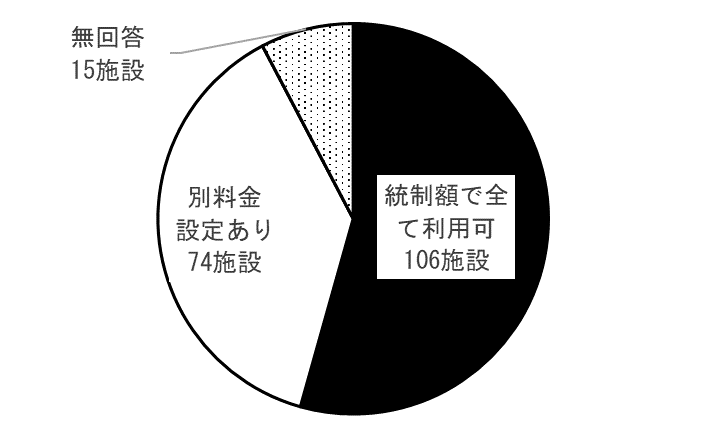 無回答
15施設
別料金
設定あり
74施設
統制額で全
て利用可
106施設